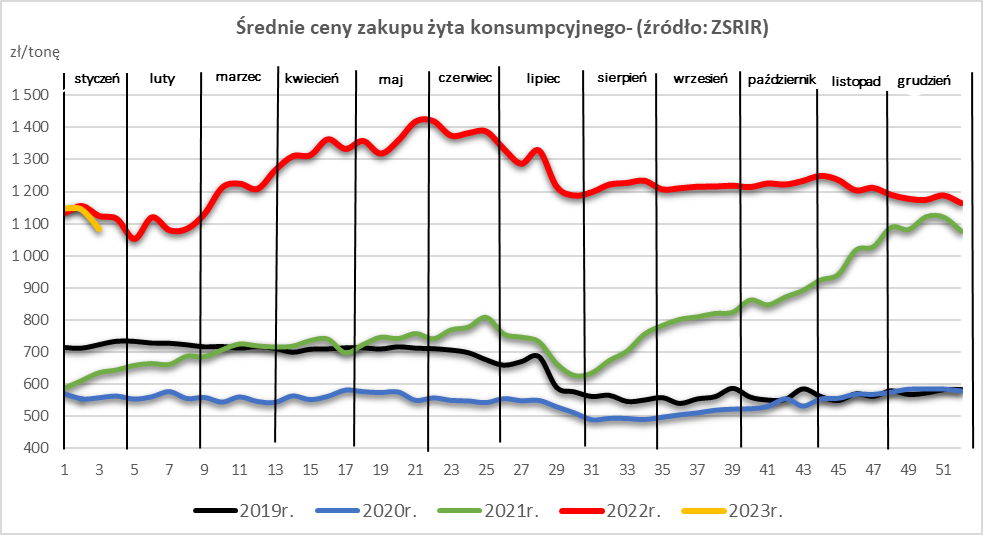 Średnie ceny zakupu żyta konsumpcyjnego- (źródło: ZSRIR)
zł/tonę
styczeń luty marzec kwiecień maj czerwiec lipiec sierpień wrzesień październik listopad grudzień
1 500
1 400
1 300
1 200
1 100
1 000
900
800
700
600
500
400
1 3 5 7 9 11 13 15 17 19 21 23 25 27 29 31 33 35 37 39 41 43 45 47 49 51
2019r. 2020r. 2021r. 2022r. 2023r.